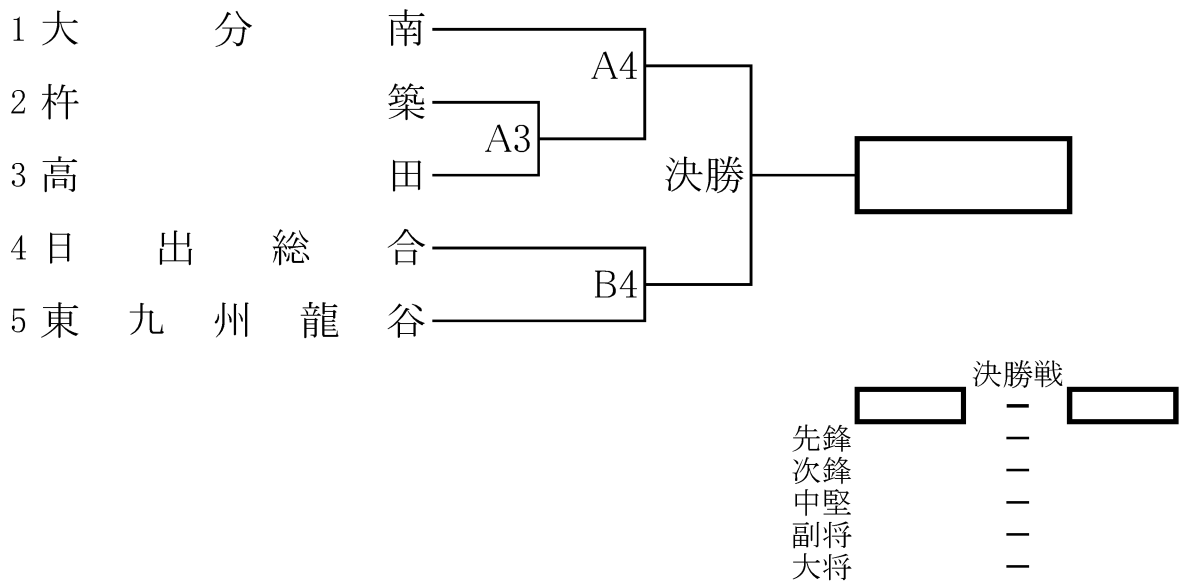 1 大分南
A4
2 杵築
A3
3 高田
決勝
4 日出総合
B4
5 東九州龍谷
決勝戦
ー
先鋒 ー
次鋒 ー
中堅 ー
副将 ー
大将 ー